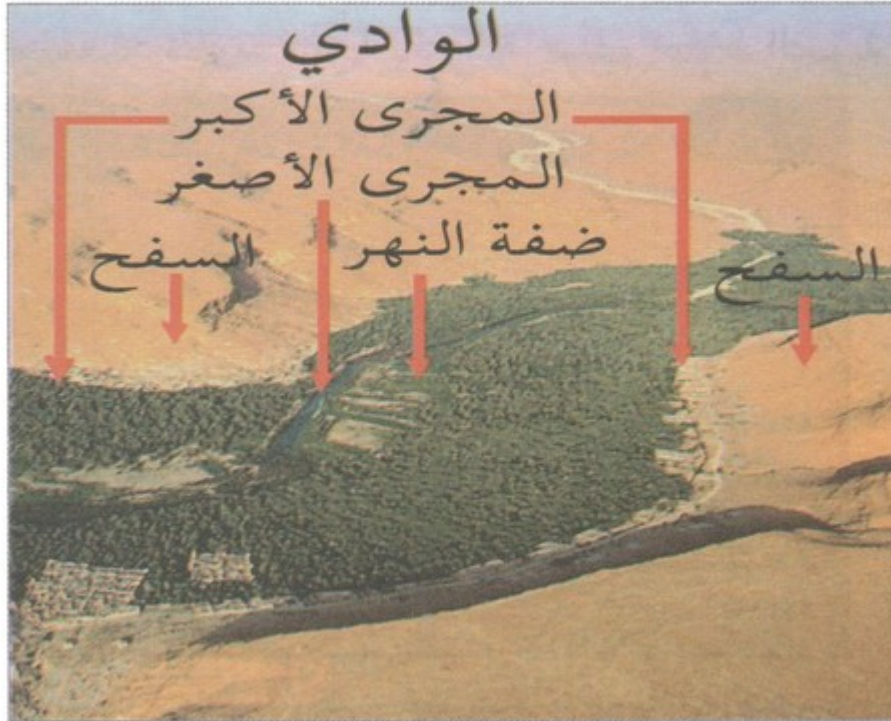 الوادي
المجرى الأكبر
المجرى الأصغر
السفح
ضفة النهر
السفح